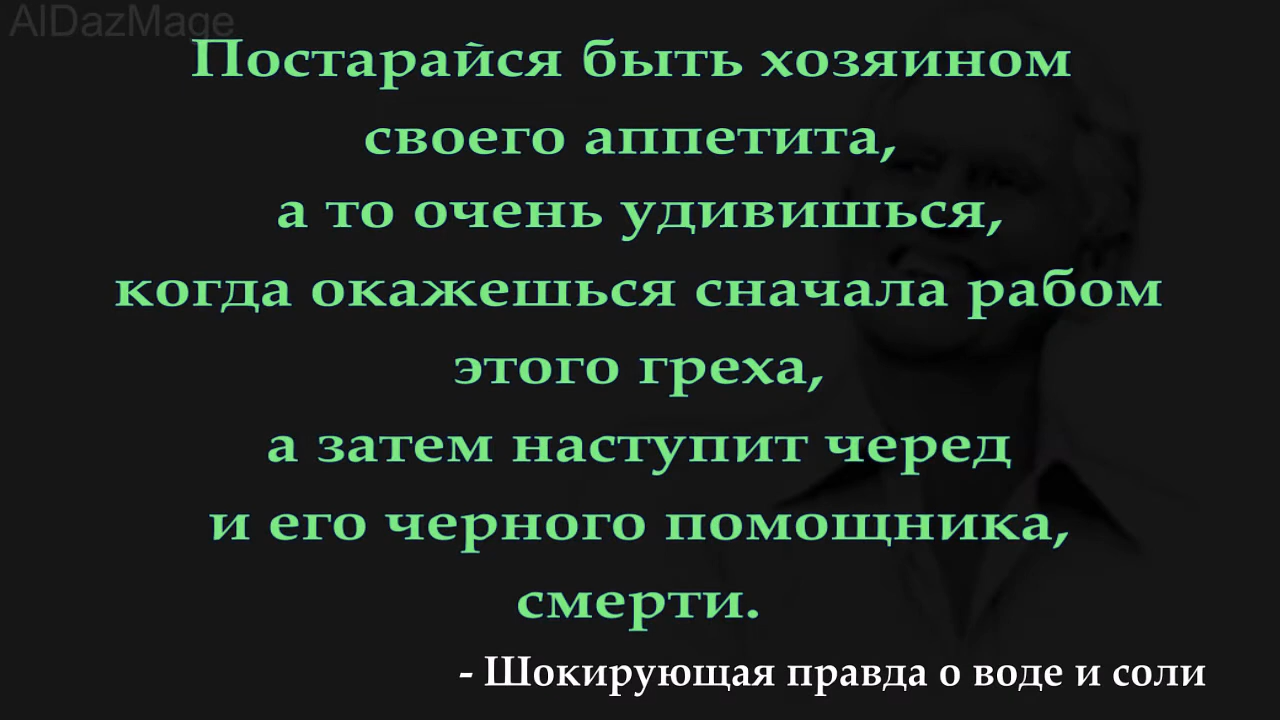 AlDazMage
Постарайся быть хозяином
своего аппетита,
а то очень удивишься,
когда окажешься сначала рабом
этого греха,
а затем наступит черед
и его черного помощника,
смерти.
- Шокирующая правда о воде и соли